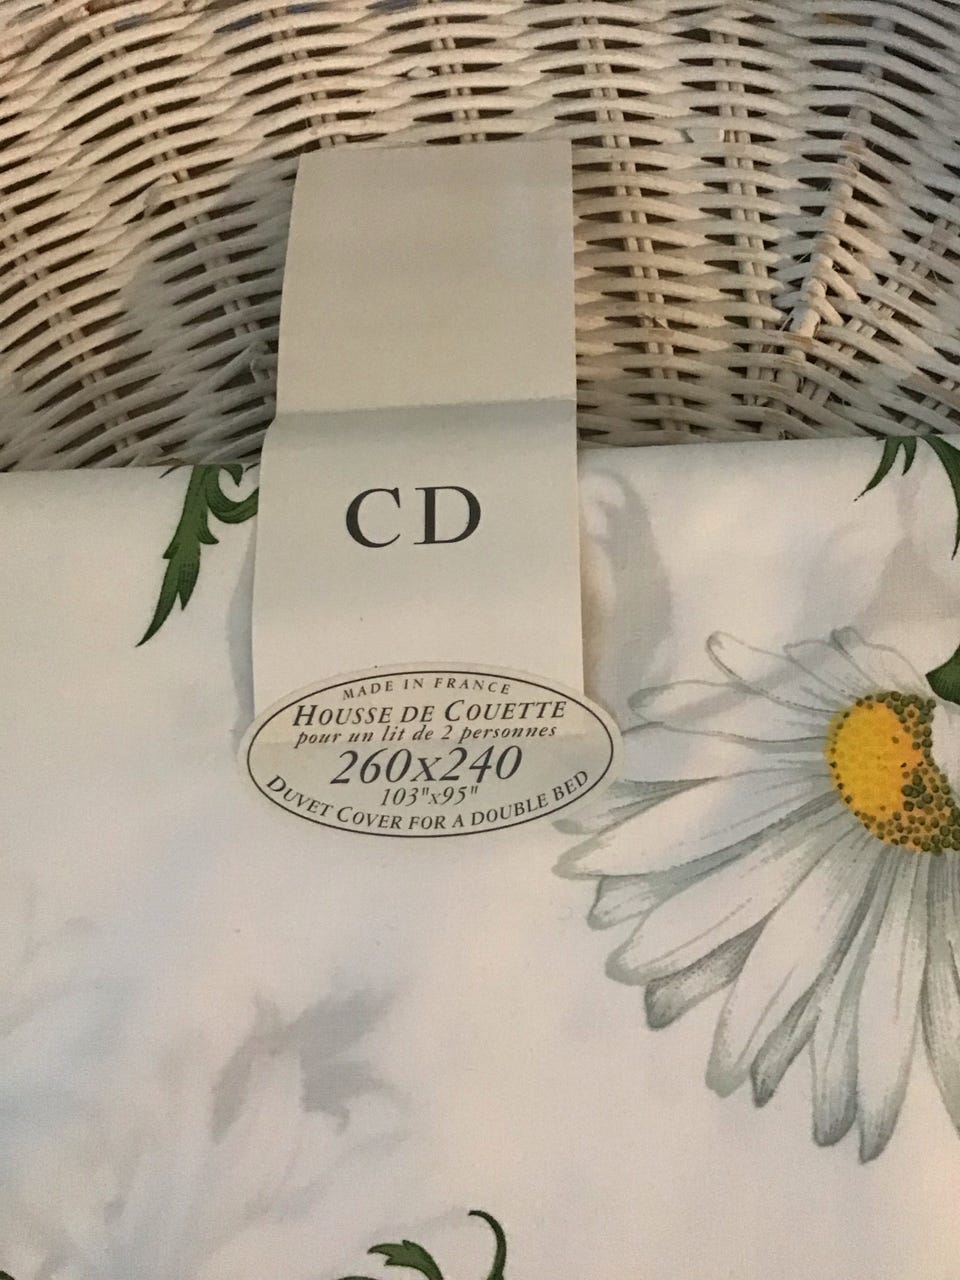 CD
MADE IN FRANCE
HOUSSE DE COUETTE
pour un lit de 2 personnes
260x240
103"x95"
DUVET COVER FOR A DOUBLE BED